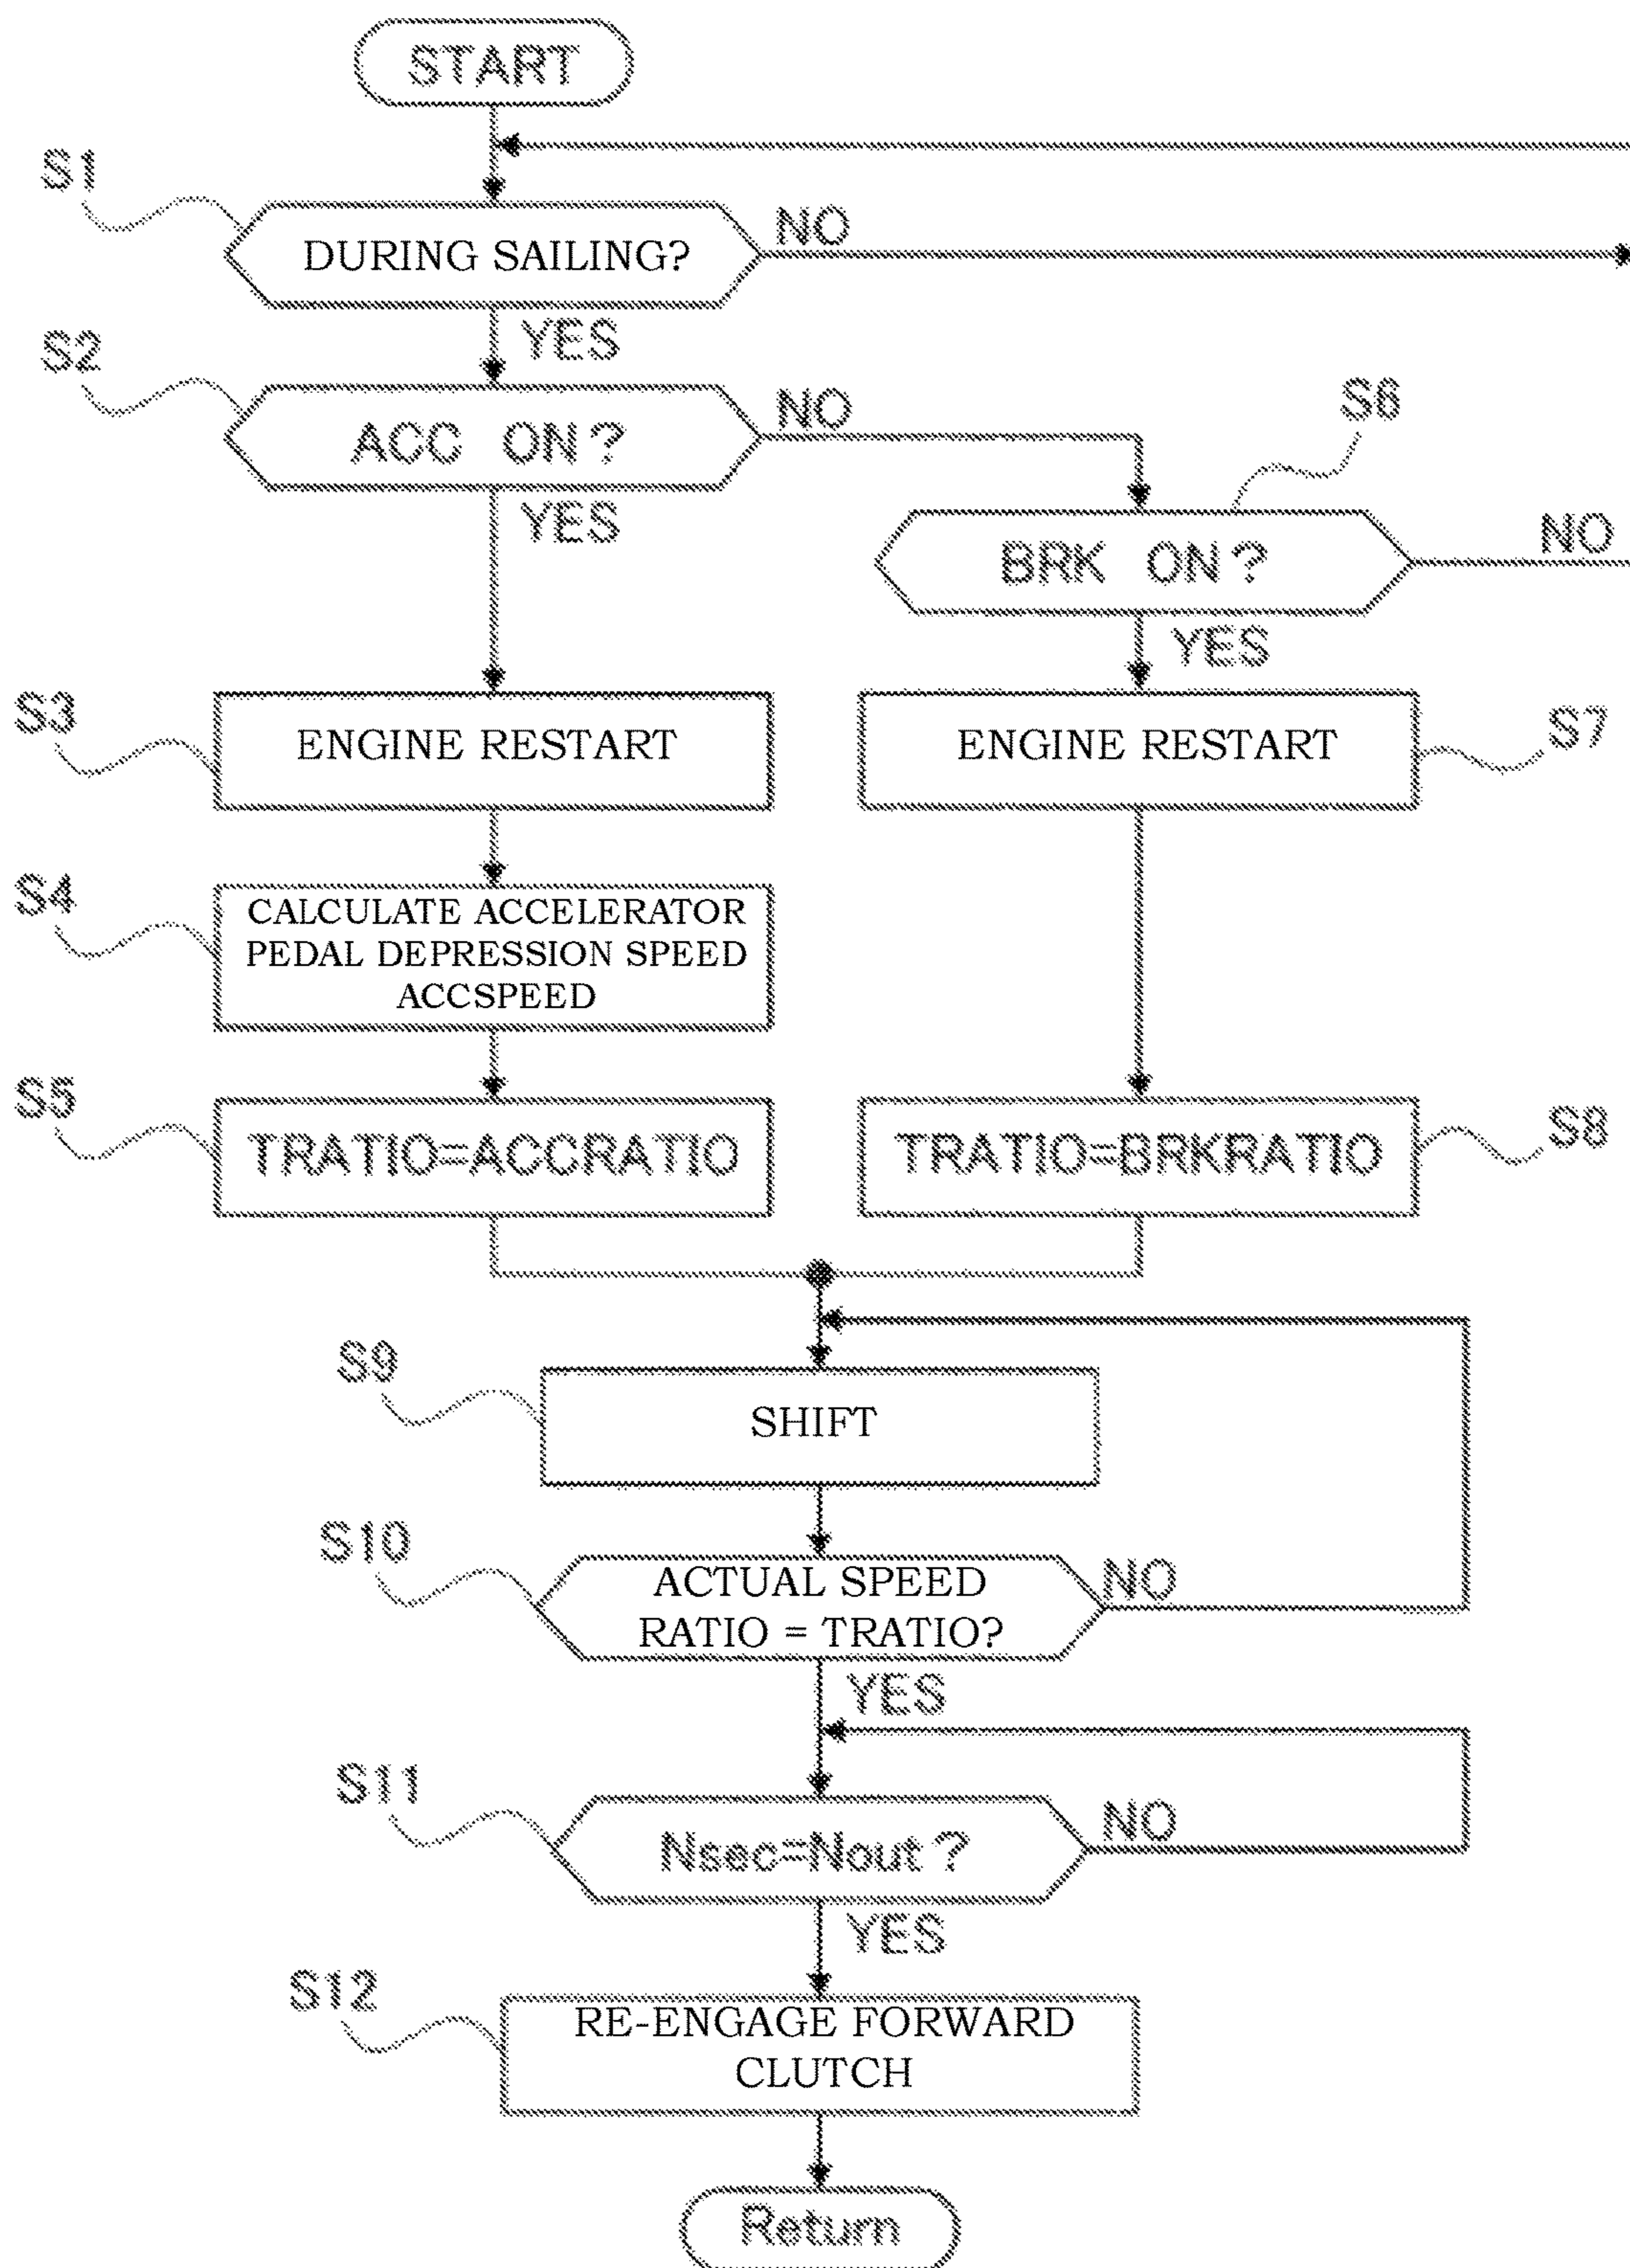 START
S1
DURING SAILING?
NO
YES
S2
ACC ON?
NO
YES
S6
BRK ON?
NO
YES
S3
ENGINE RESTART
ENGINE RESTART
S7
S4
CALCULATE ACCELERATOR
PEDAL DEPRESSION SPEED
ACCSPEED
S5
TRATIO=ACCRATIO
TRATIO=BRKRATIO
S8
S9
SHIFT
S10
ACTUAL SPEED
RATIO = TRATIO?
NO
YES
S11
Nsec=Nout?
NO
YES
S12
RE-ENGAGE FORWARD
CLUTCH
Return